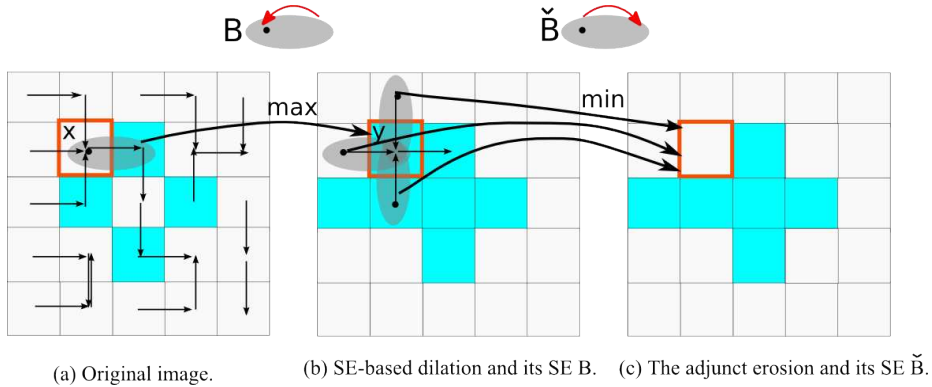 B
B̌
max
min
x
y
(a) Original image.
(b) SE-based dilation and its SE B.
(c) The adjunct erosion and its SE B̌.